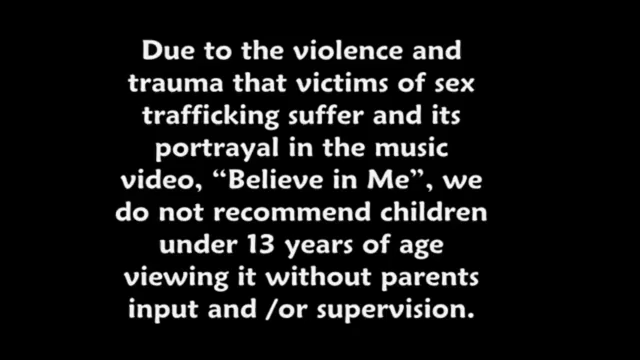 Due to the violence and
trauma that victims of sex
trafficking suffer and its
portrayal in the music
video, “Believe in Me”, we
do not recommend children
under 13 years of age
viewing it without parents
input and /or supervision.